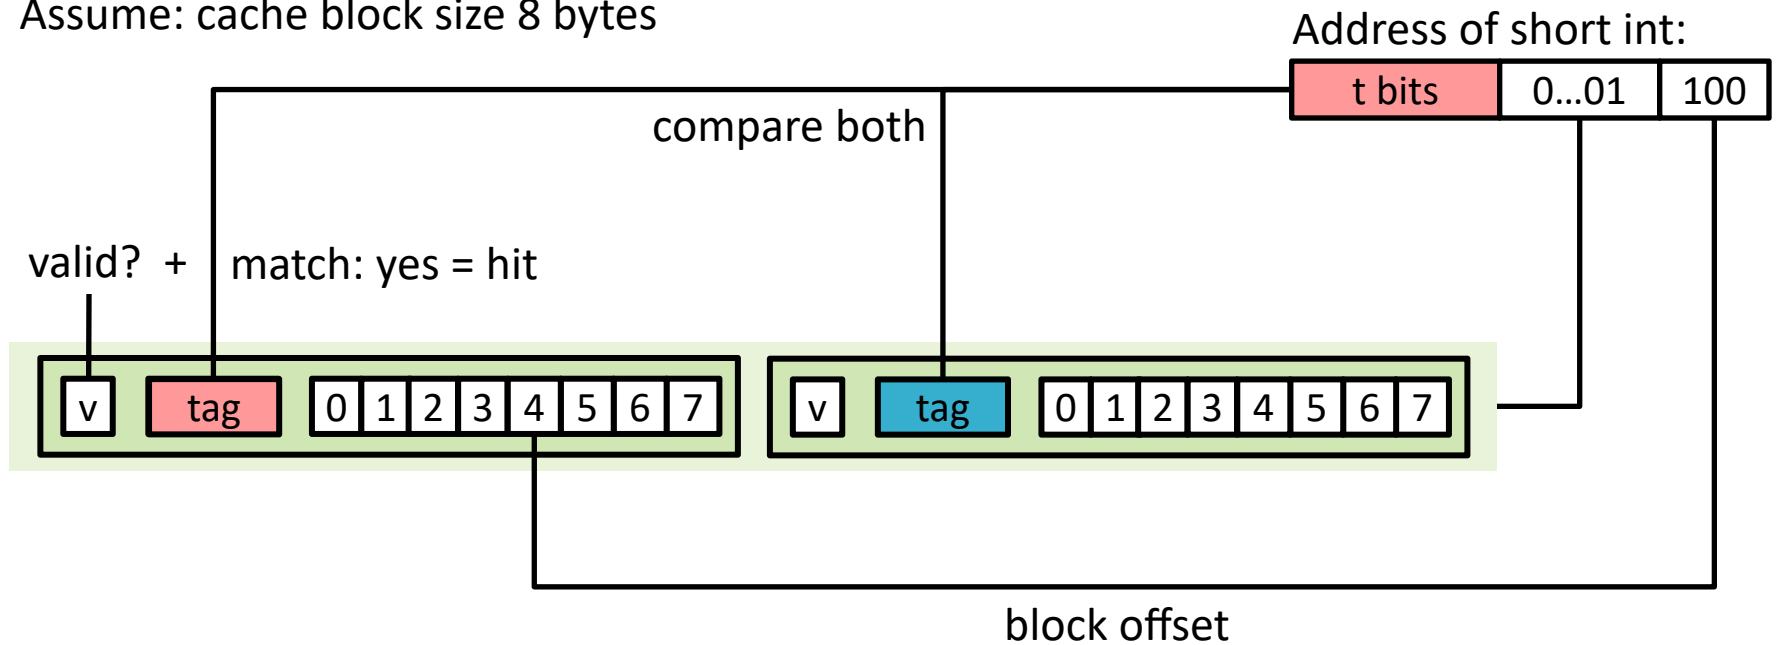 Assume: cache block size 8 bytes
Address of short int:
t bits 0...01 100
compare both
valid? + match: yes = hit
v tag 0 1 2 3 4 5 6 7 v tag 0 1 2 3 4 5 6 7
block offset